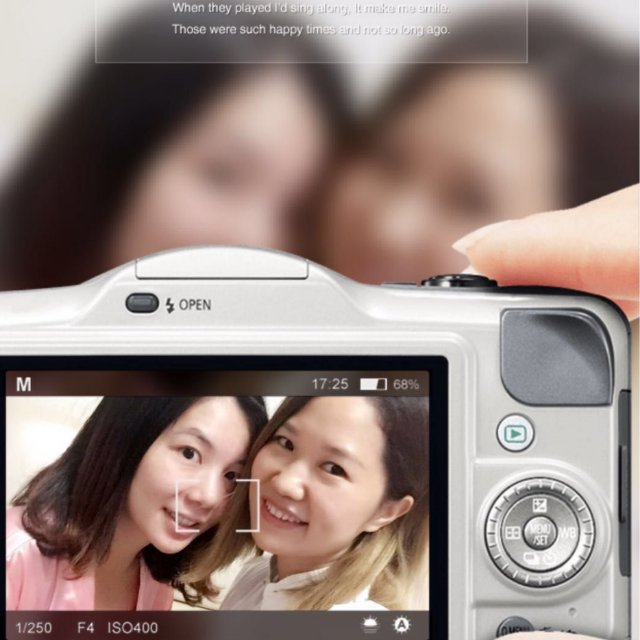 When they played I'd sing along, It make me smile.
Those were such happy times and not so long ago.
OPEN
M 17:25 68%
MENU
/SET
WB
1/250 F4 ISO400 A
MENU